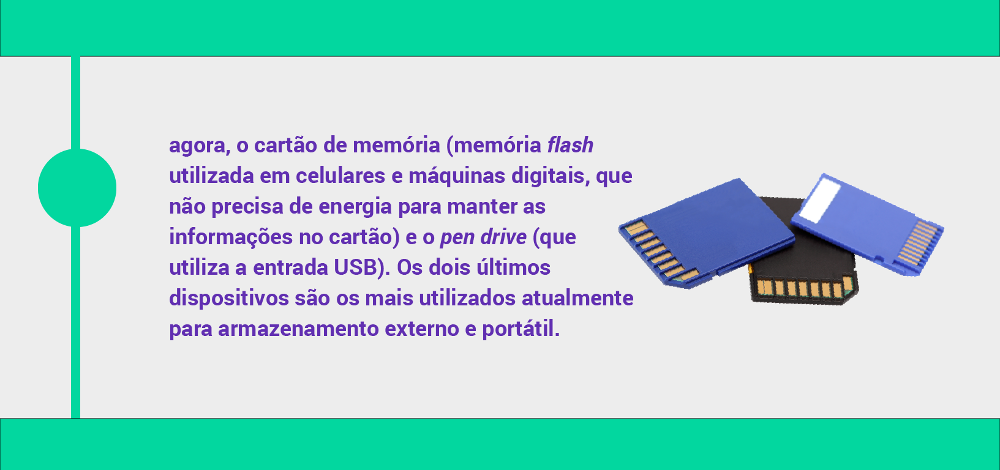 agora, o cartão de memória (memória flash
utilizada em celulares e máquinas digitais, que
não precisa de energia para manter as
informações no cartão) e o pen drive (que
utiliza a entrada USB). Os dois últimos
dispositivos são os mais utilizados atualmente
para armazenamento externo e portátil.